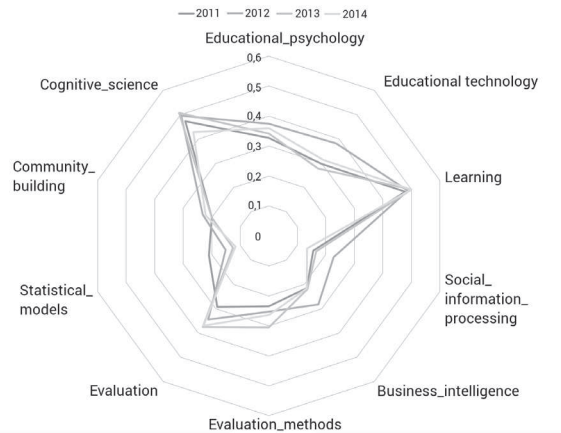 2011 2012 2013 2014
Educational_psychology
0,6
Cognitive_science
Educational technology
0,5
0,4
0,3
Community_
building
Learning
0,2
0,1
0
Statistical_
models
Social_
information_
processing
Evaluation
Business_intelligence
Evaluation_methods